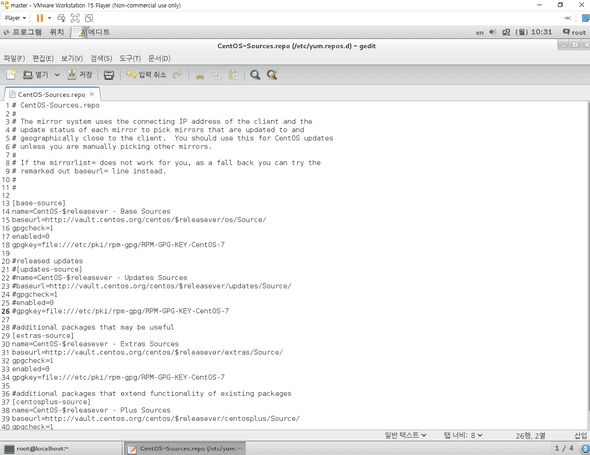 master - VMware Workstation 15 Player (Non-commercial use only)
Player
프로그램 위치 지에디트 en (월) 10:31 root
CentOS-Sources.repo (/etc/yum.repos.d) - gedit
파일(F) 편집(E) 보기(V) 검색(S) 도구(T) 문서(D)
열기 저장 입력 취소
CentOS-Sources.repo ×
1 # CentOS-Sources.repo
2 #
3 # The mirror system uses the connecting IP address of the client and the
4 # update status of each mirror to pick mirrors that are updated to and
5 # geographically close to the client.  You should use this for CentOS updates
6 # unless you are manually picking other mirrors.
7 #
8 # If the mirrorlist= does not work for you, as a fall back you can try the
9 # remarked out baseurl= line instead.
10 #
11 #
12
13 [base-source]
14 name=CentOS-$releasever - Base Sources
15 baseurl=http://vault.centos.org/centos/$releasever/os/Source/
16 gpgcheck=1
17 enabled=0
18 gpgkey=file:///etc/pki/rpm-gpg/RPM-GPG-KEY-CentOS-7
19
20 #released updates
21 #[updates-source]
22 #name=CentOS-$releasever - Updates Sources
23 #baseurl=http://vault.centos.org/centos/$releasever/updates/Source/
24 #gpgcheck=1
25 #enabled=0
26 #gpgkey=file:///etc/pki/rpm-gpg/RPM-GPG-KEY-CentOS-7
27
28 #additional packages that may be useful
29 [extras-source]
30 name=CentOS-$releasever - Extras Sources
31 baseurl=http://vault.centos.org/centos/$releasever/extras/Source/
32 gpgcheck=1
33 enabled=0
34 gpgkey=file:///etc/pki/rpm-gpg/RPM-GPG-KEY-CentOS-7
35
36 #additional packages that extend functionality of existing packages
37 [centosplus-source]
38 name=CentOS-$releasever - Plus Sources
39 baseurl=http://vault.centos.org/centos/$releasever/centosplus/Source/
40 gpgcheck=1
일반 텍스트 탭 너비: 8 26행, 2열 삽입
root@localhost:~ CentOS-Sources.repo (/etc/yum.... 1 / 4